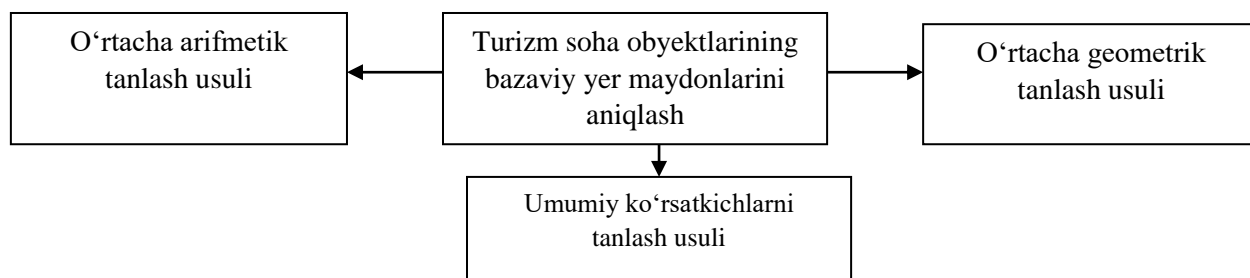 O‘rtacha arifmetik
tanlash usuli
Turizm soha obyektlarining
bazaviy yer maydonlarini
aniqlash
O‘rtacha geometrik
tanlash usuli
Umumiy ko‘rsatkichlarni
tanlash usuli